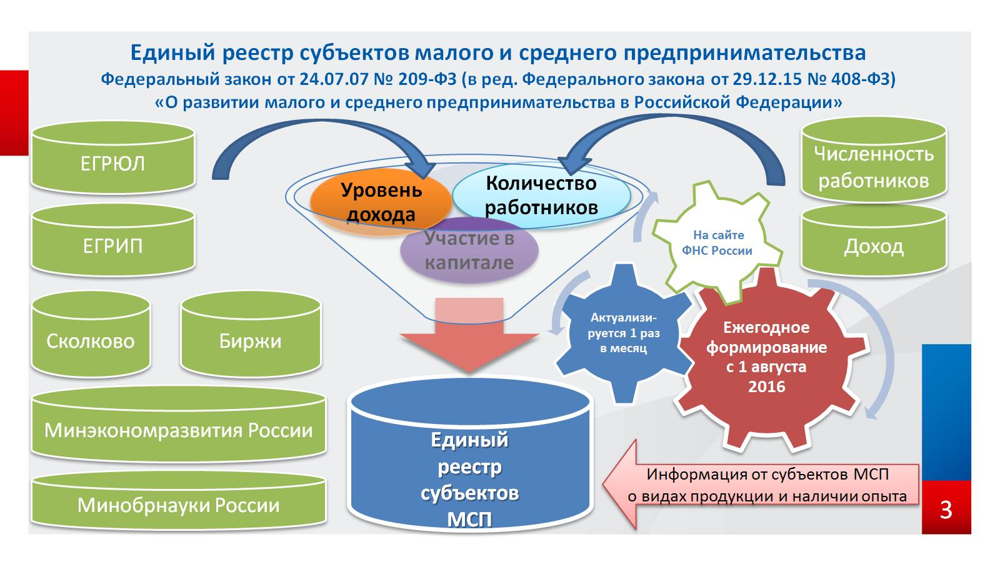 Единый реестр субъектов малого и среднего предпринимательства
Федеральный закон от 24.07.07 № 209-ФЗ (в ред. Федерального закона от 29.12.15 № 408-ФЗ)
«О развитии малого и среднего предпринимательства в Российской Федерации»
ЕГРЮЛ
ЕГРИП
Сколково
Биржи
Минэкономразвития России
Минобрнауки России
Уровень
дохода
Количество
работников
Участие в
капитале
Единый
реестр
субъектов
МСП
На сайте
ФНС России
Актуализи-
руется 1 раз
в месяц
Ежегодное
формирование
с 1 августа
2016
Численность
работников
Доход
Информация от субъектов МСП
о видах продукции и наличии опыта
3